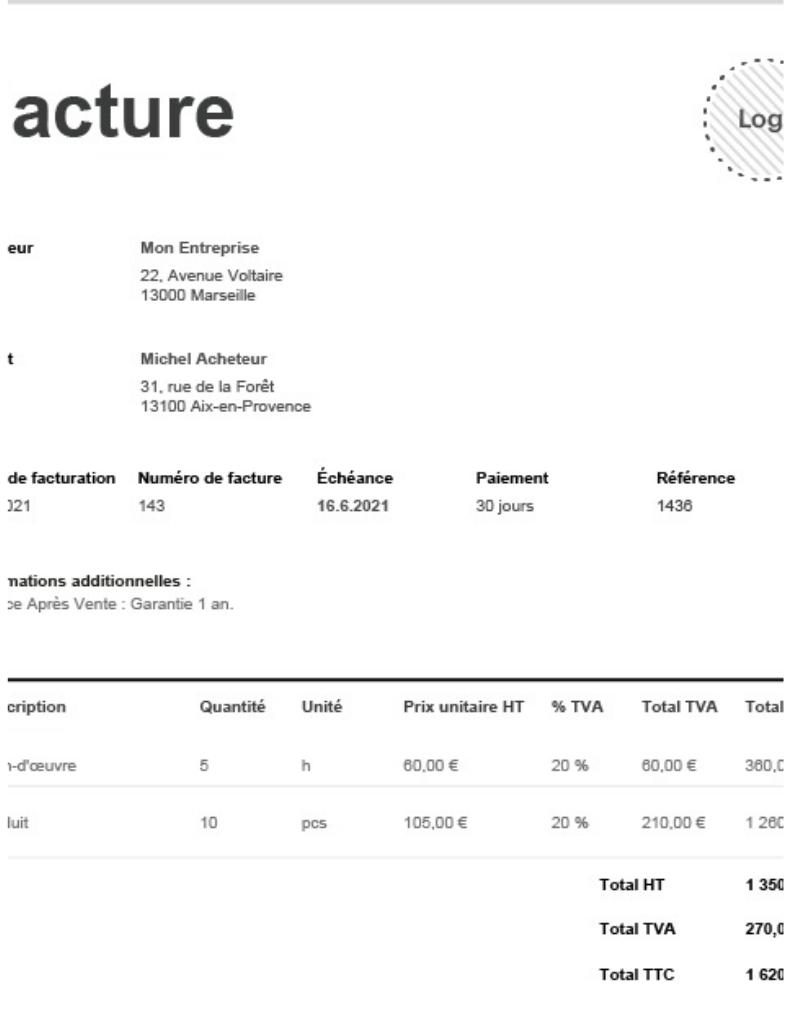 acture
Log
eur Mon Entreprise
22, Avenue Voltaire
13000 Marseille
t Michel Acheteur
31, rue de la Forêt
13100 Aix-en-Provence
de facturation Numéro de facture Échéance Paiement Référence
021 143 16.6.2021 30 jours 1436
mations additionnelles :
ce Après Vente : Garantie 1 an.
cription Quantité Unité Prix unitaire HT % TVA Total TVA Total
n-d'œuvre 5 h 60,00 € 20 % 60,00 € 360,0
luit 10 pcs 105,00 € 20 % 210,00 € 1 260
Total HT 1 350
Total TVA 270,0
Total TTC 1 620